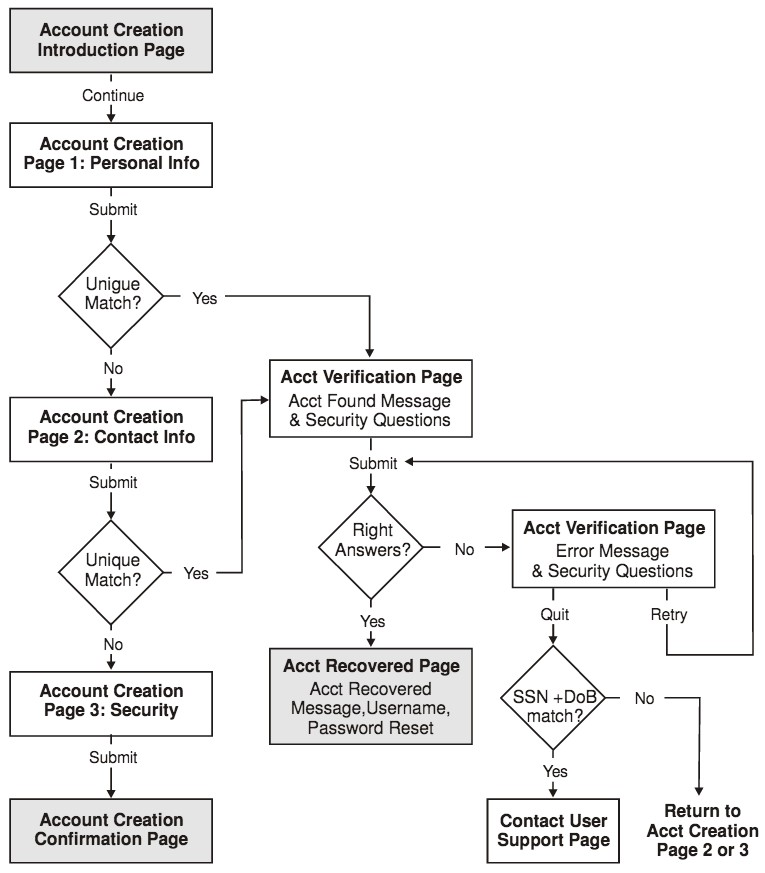 Account Creation
Introduction Page
Continue
Account Creation
Page 1: Personal Info
Submit
Unigue
Match?
Yes
No
Account Creation
Page 2: Contact Info
Submit
Unique
Match?
Yes
No
Account Creation
Page 3: Security
Submit
Account Creation
Confirmation Page
Acct Verification Page
Acct Found Message
& Security Questions
Submit
Right
Answers?
No
Yes
Acct Recovered Page
Acct Recovered
Message,Username,
Password Reset
Acct Verification Page
Error Message
& Security Questions
Quit
Retry
SSN +DoB
match?
No
Yes
Contact User
Support Page
Return to
Acct Creation
Page 2 or 3